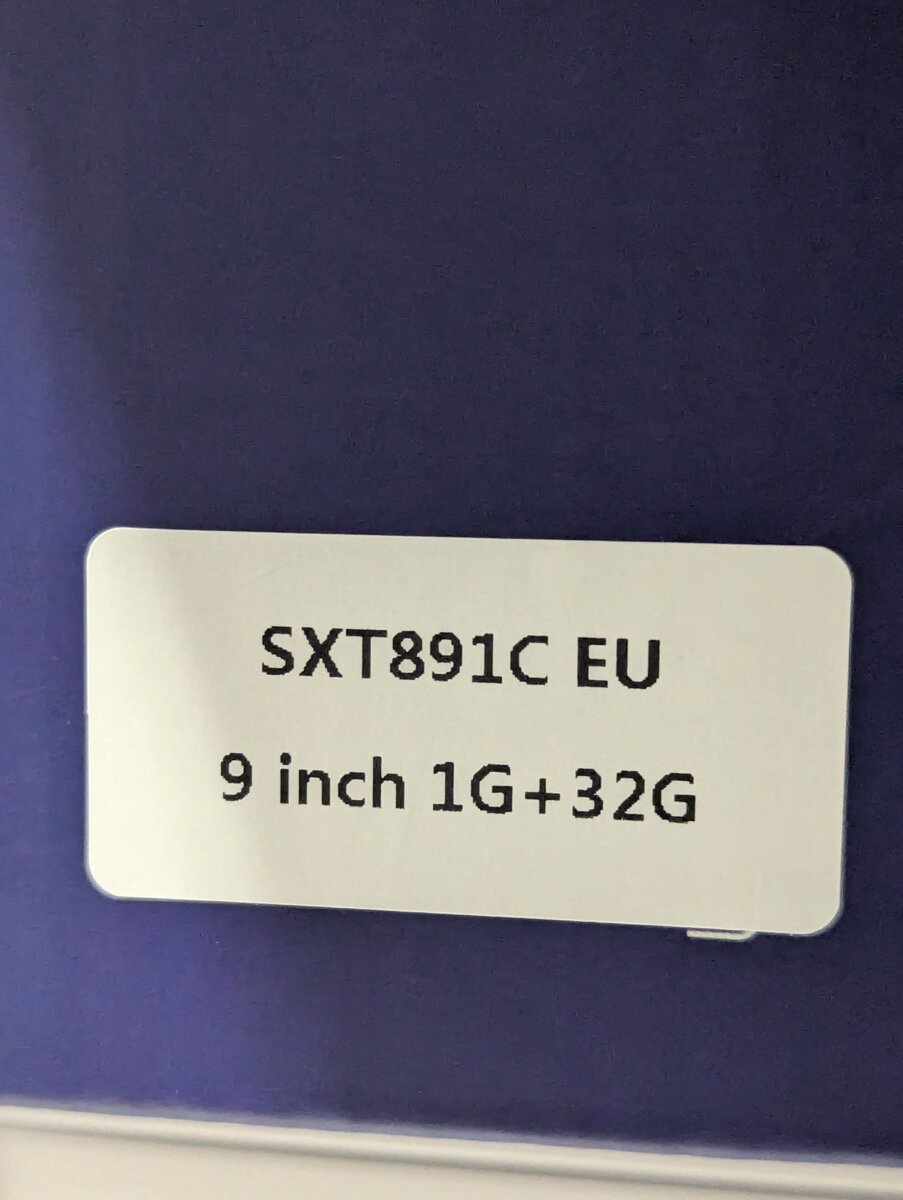 SXT891C EU
9 inch 1G+32G